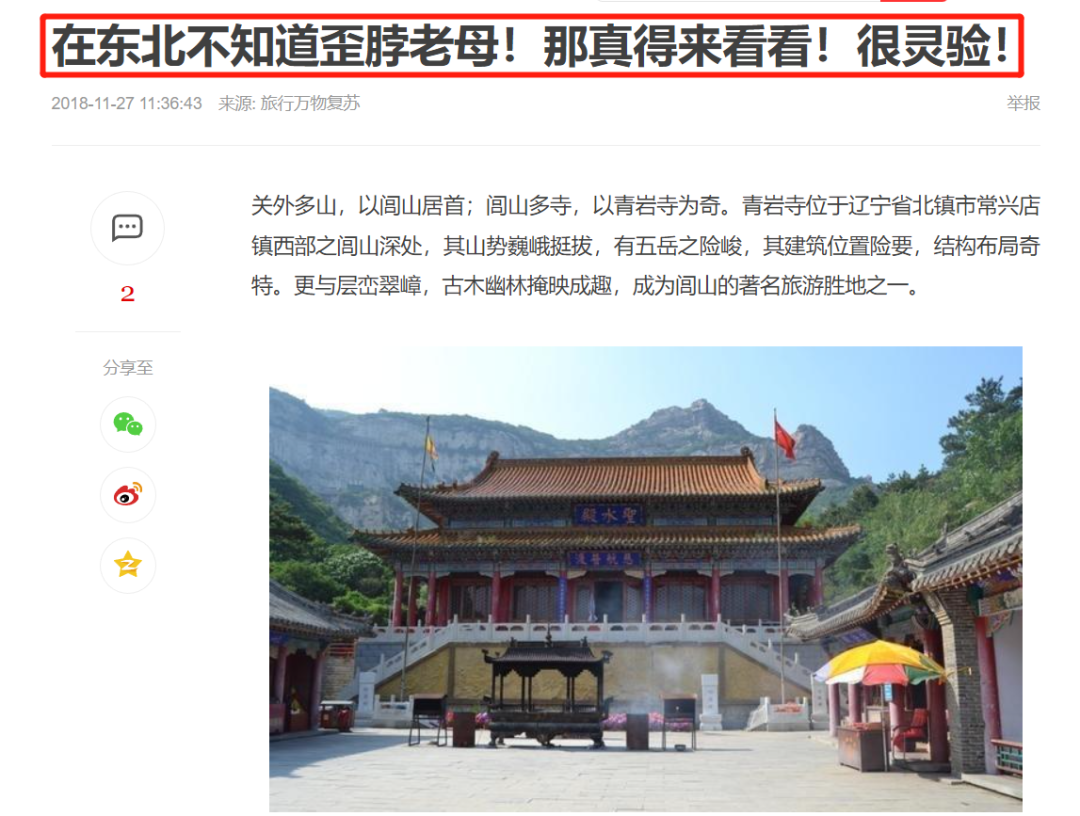 在东北不知道歪脖老母！那真得来看看！很灵验！
2018-11-27 11:36:43 来源: 旅行万物复苏 举报
2
分享至
关外多山，以闾山居首；闾山多寺，以青岩寺为奇。青岩寺位于辽宁省北镇市常兴店
镇西部之闾山深处，其山势巍峨挺拔，有五岳之险峻，其建筑位置险要，结构布局奇
特。更与层峦翠嶂，古木幽林掩映成趣，成为闾山的著名旅游胜地之一。
殿水聖